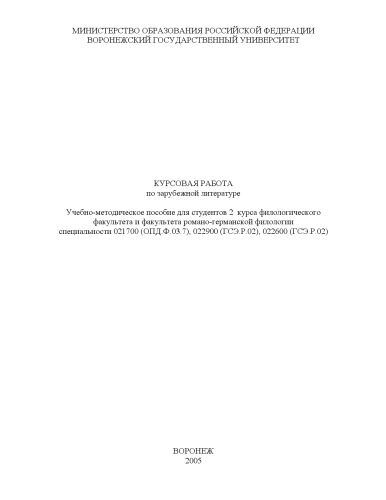 МИНИСТЕРСТВО ОБРАЗОВАНИЯ РОССИЙСКОЙ ФЕДЕРАЦИИ
ВОРОНЕЖСКИЙ ГОСУДАРСТВЕННЫЙ УНИВЕРСИТЕТ
КУРСОВАЯ РАБОТА
по зарубежной литературе
Учебно-методическое пособие для студентов 2 курса филологического
факультета и факультета романо-германской филологии
специальности 021700 (ОПД.Ф.03.7), 022900 (ГСЭ.Р.02), 022600 (ГСЭ.Р.02)
ВОРОНЕЖ
2005